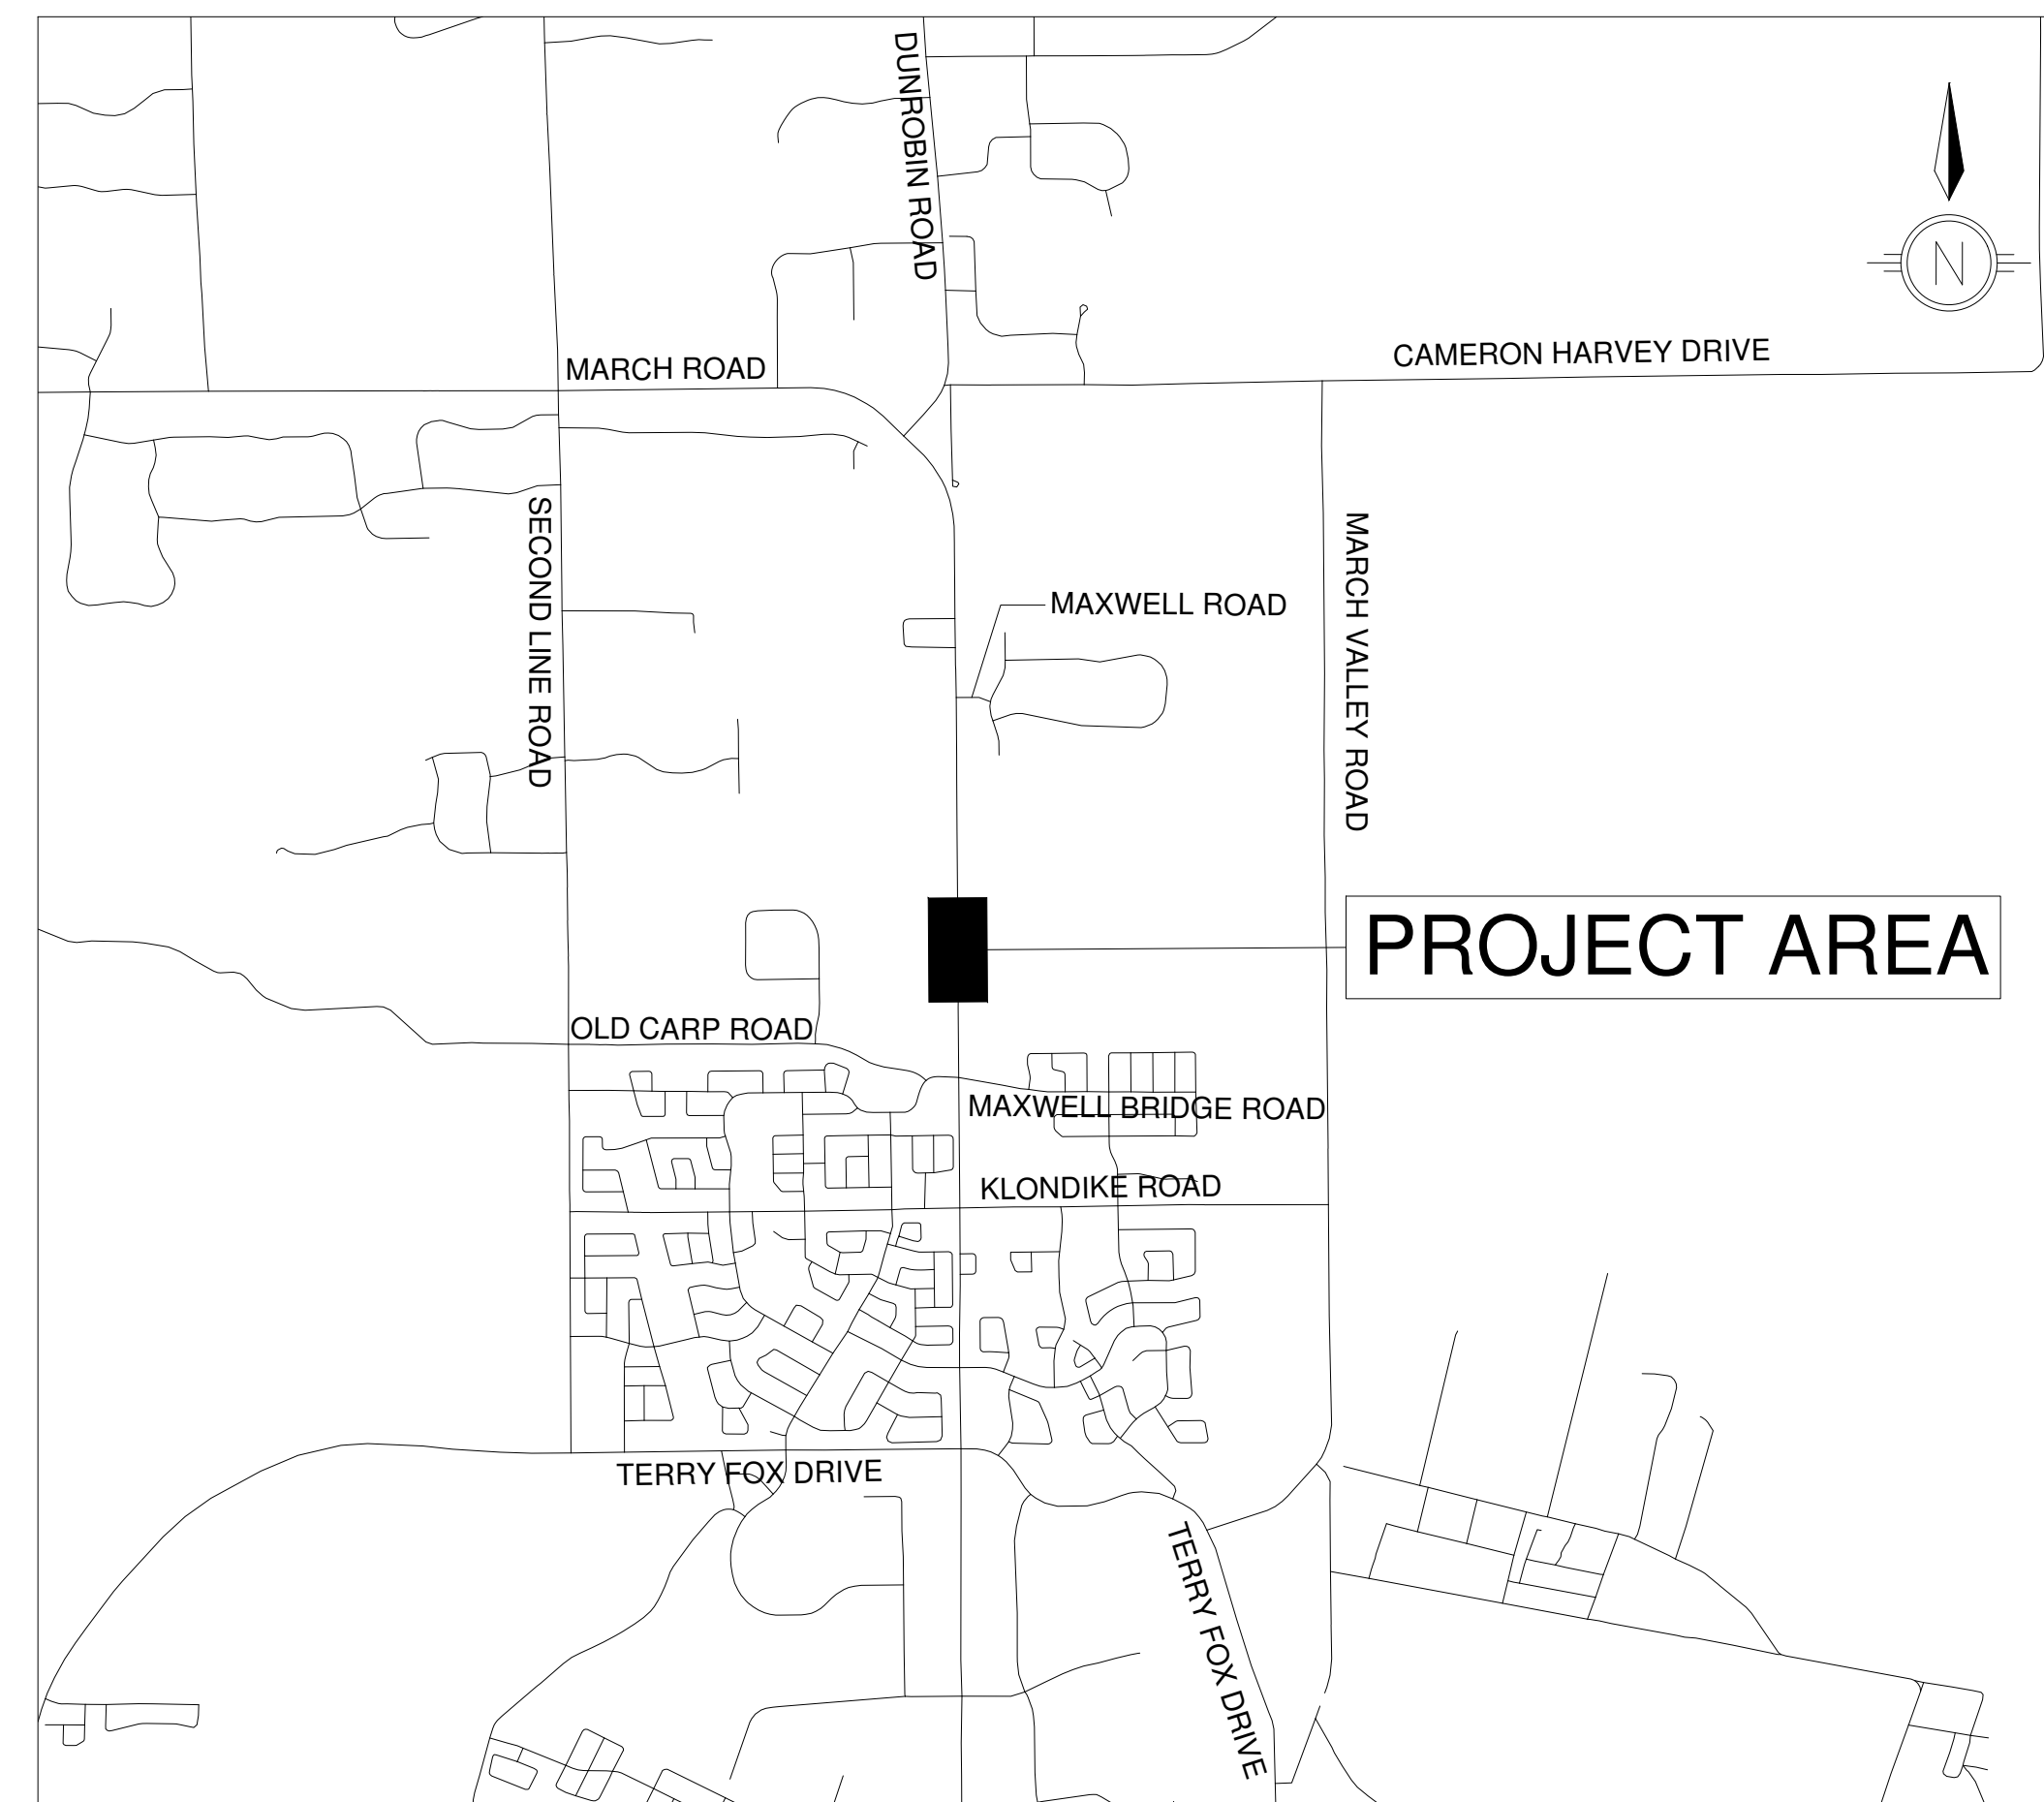 DUNROBIN ROAD
N
CAMERON HARVEY DRIVE
MARCH ROAD
SECOND LINE ROAD
MARCH VALLEY ROAD
MAXWELL ROAD
PROJECT AREA
OLD CARP ROAD
MAXWELL BRIDGE ROAD
KLONDIKE ROAD
TERRY FOX DRIVE
TERRY FOX DRIVE